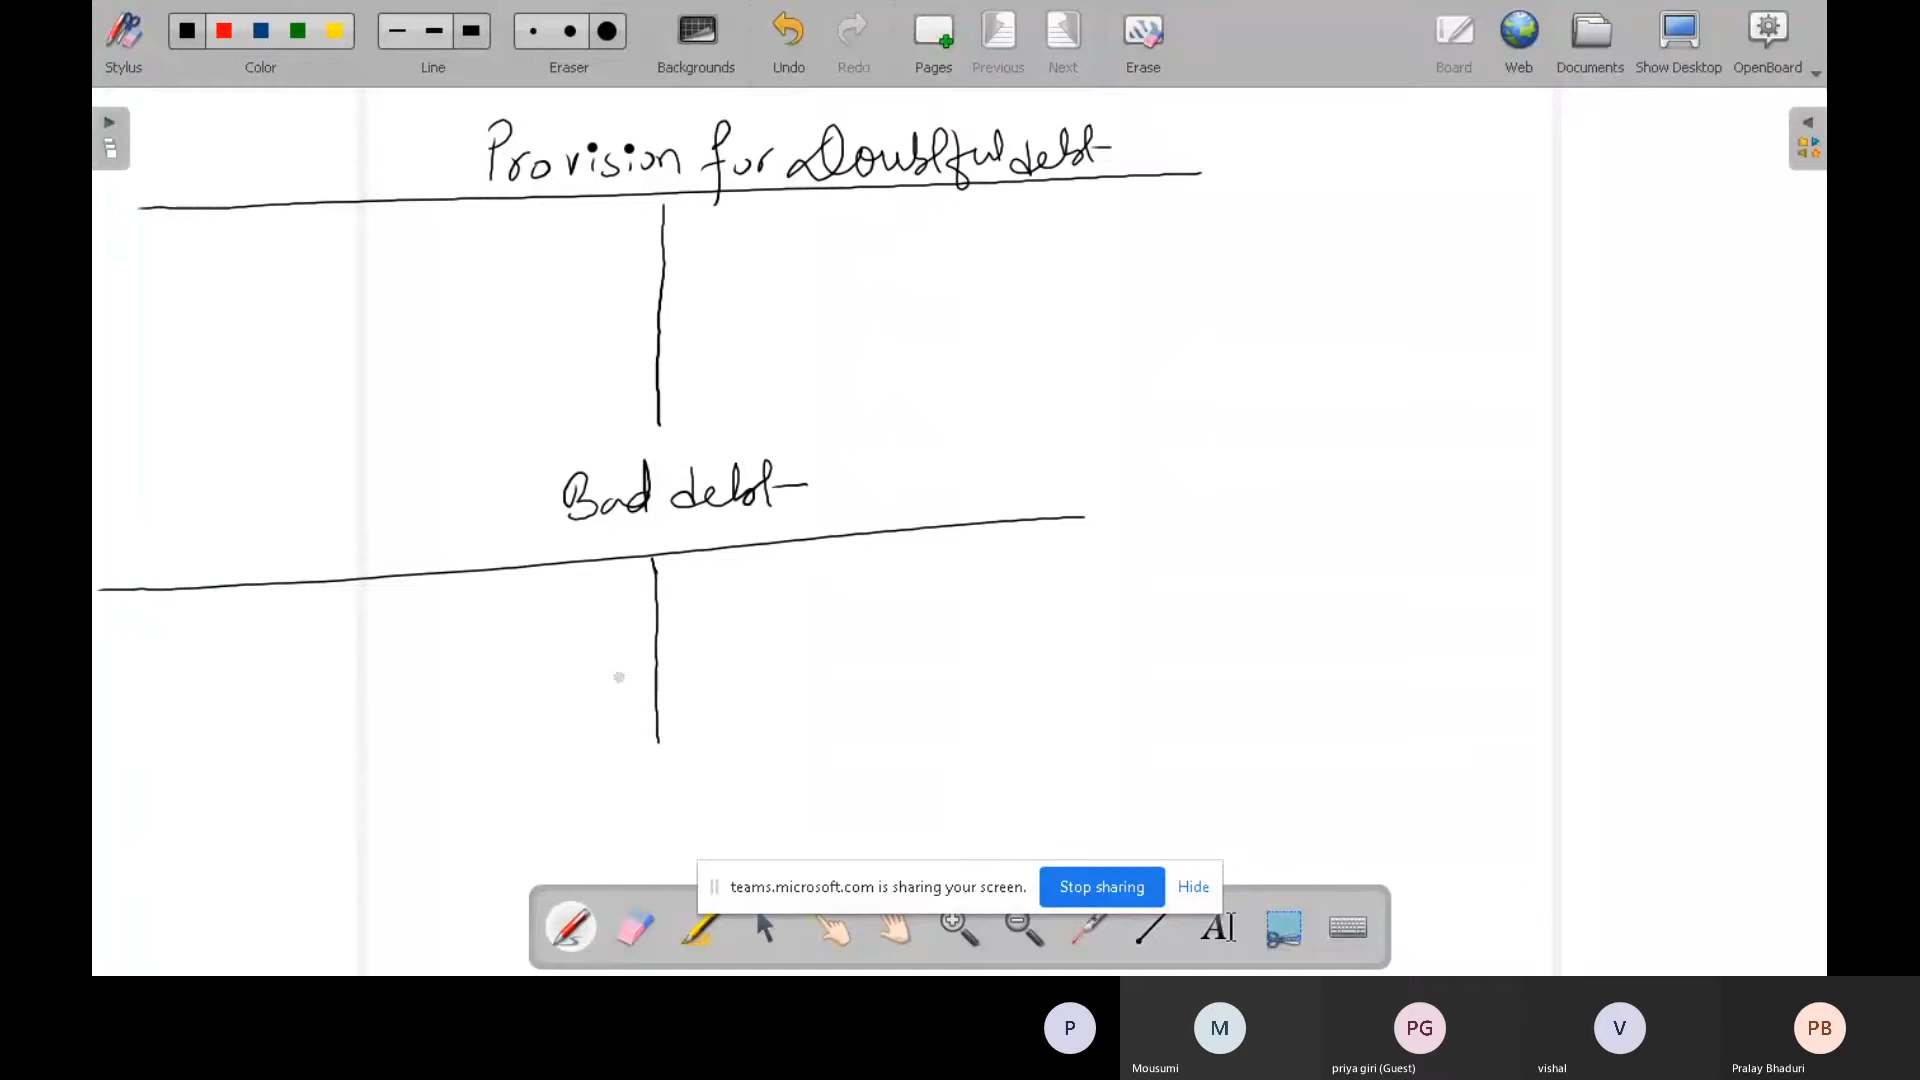 Stylus Color Line Eraser Backgrounds Undo Redo Pages Previous Next Erase Board Web Documents Show Desktop OpenBoard
Provision for Doubtful debt
Bad debt
teams.microsoft.com is sharing your screen. Stop sharing Hide
A
P M PG V PB
Mousumi priya giri (Guest) vishal Pralay Bhaduri